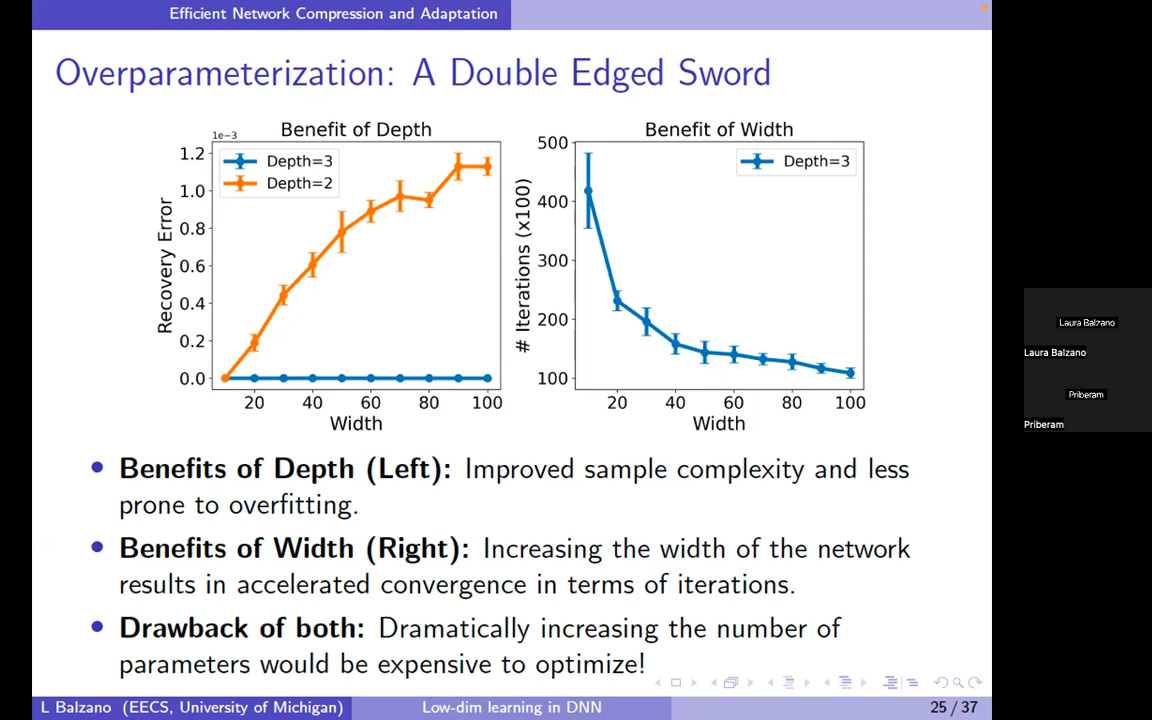 Efficient Network Compression and Adaptation
Overparameterization: A Double Edged Sword
1e−3
Benefit of Depth
1.2
1.0
0.8
0.6
0.4
0.2
0.0
Recovery Error
Depth=3
Depth=2
20 40 60 80 100
Width
Benefit of Width
500
400
300
200
100
# Iterations (x100)
Depth=3
20 40 60 80 100
Width
• Benefits of Depth (Left): Improved sample complexity and less
prone to overfitting.
• Benefits of Width (Right): Increasing the width of the network
results in accelerated convergence in terms of iterations.
• Drawback of both: Dramatically increasing the number of
parameters would be expensive to optimize!
L Balzano (EECS, University of Michigan)
Low-dim learning in DNN
25 / 37
Laura Balzano
Laura Balzano
Priberam
Priberam